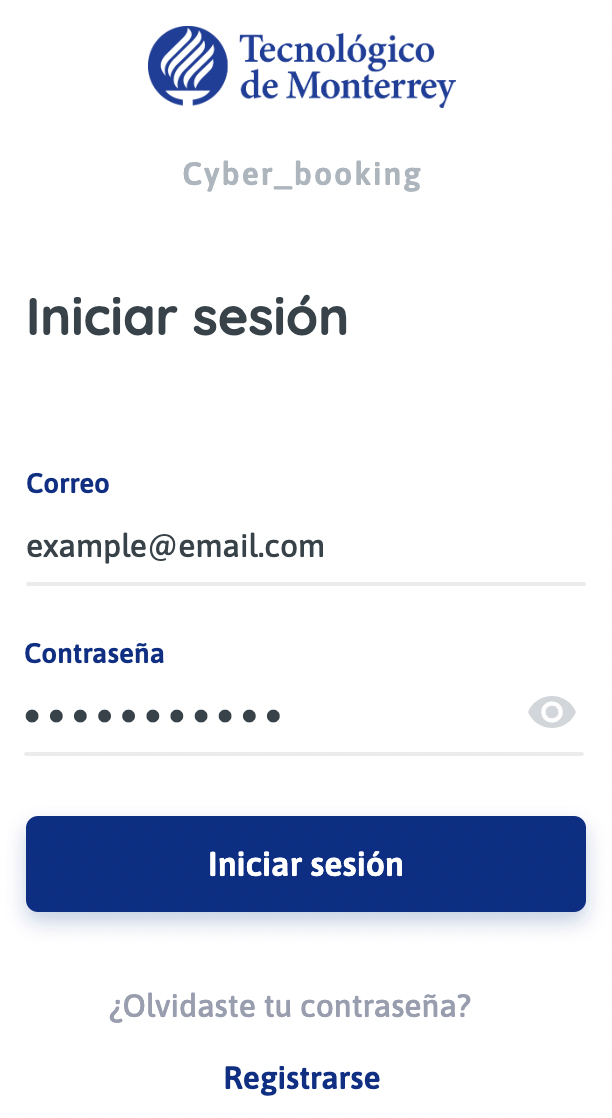 Tecnológico
de Monterrey
Cyber_booking
Iniciar sesión
Correo
example@email.com
Contraseña
•••••••••••
Iniciar sesión
¿Olvidaste tu contraseña?
Registrarse